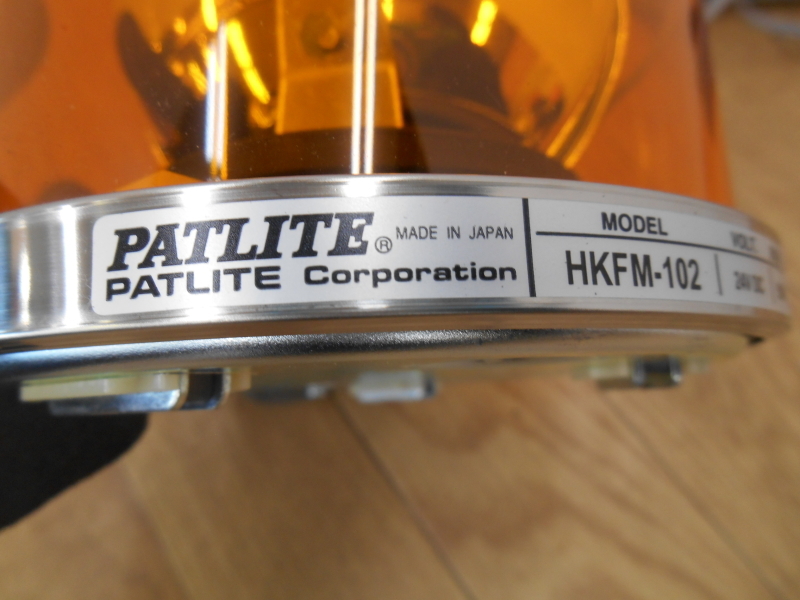 PATLITE® MADE IN JAPAN
PATLITE Corporation
MODEL VOLT
HKFM-102 24V DC